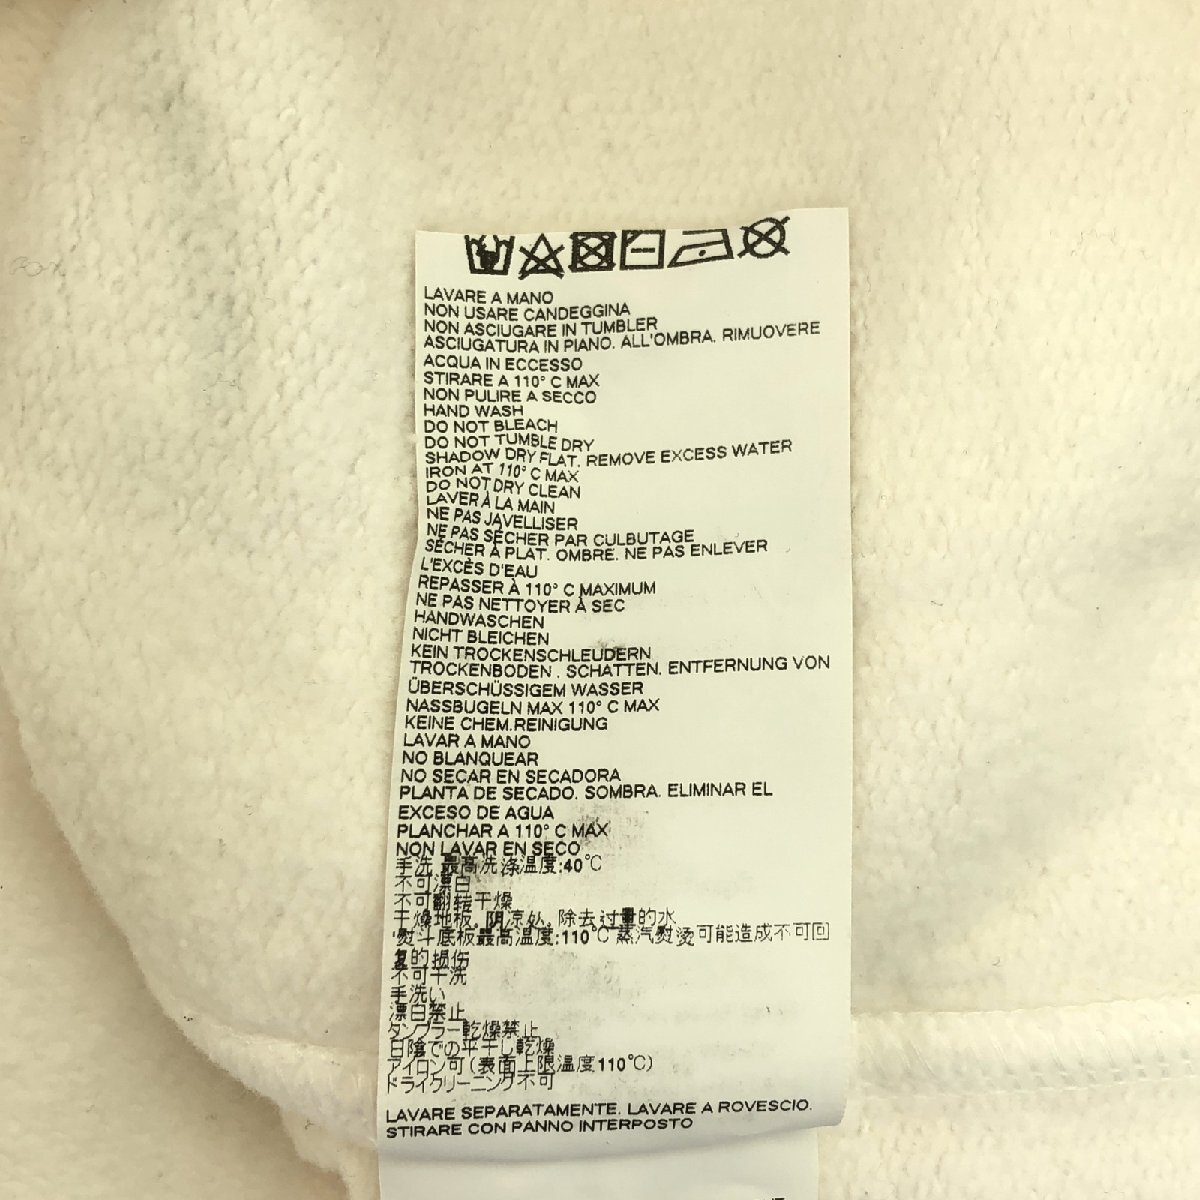 LAVARE A MANO
NON USARE CANDEGGINA
NON ASCIUGARE IN TUMBLER
ASCIUGATURA IN PIANO. ALL'OMBRA. RIMUOVERE
ACQUA IN ECCESSO
STIRARE A 110° C MAX
NON PULIRE A SECCO
HAND WASH
DO NOT BLEACH
DO NOT TUMBLE DRY
SHADOW DRY FLAT. REMOVE EXCESS WATER
IRON AT 110° C MAX
DO NOT DRY CLEAN
LAVER À LA MAIN
NE PAS JAVELLISER
NE PAS SÉCHER PAR CULBUTAGE
SÉCHER À PLAT. OMBRE. NE PAS ENLEVER
L'EXCÈS D'EAU
REPASSER À 110° C MAXIMUM
NE PAS NETTOYER À SEC
HANDWASCHEN
NICHT BLEICHEN
KEIN TROCKENSCHLEUDERN
TROCKENBODEN . SCHATTEN. ENTFERNUNG VON
ÜBERSCHÜSSIGEM WASSER
NASSBUGELN MAX 110° C MAX
KEINE CHEM.REINIGUNG
LAVAR A MANO
NO BLANQUEAR
NO SECAR EN SECADORA
PLANTA DE SECADO. SOMBRA. ELIMINAR EL
EXCESO DE AGUA
PLANCHAR A 110° C MAX
NON LAVAR EN SECO
手洗 最高洗涤温度:40℃
不可漂白
不可翻转干燥
干燥地板。阴凉处。除去过量的水
熨斗底板最高温度:110℃ 蒸汽熨烫可能造成不可回
复的损伤
不可干洗
手洗い
漂白禁止
タンブラー乾燥禁止
日陰での平干し乾燥
アイロン可(表面上限温度110℃)
ドライクリーニング不可
LAVARE SEPARATAMENTE. LAVARE A ROVESCIO.
STIRARE CON PANNO INTERPOSTO